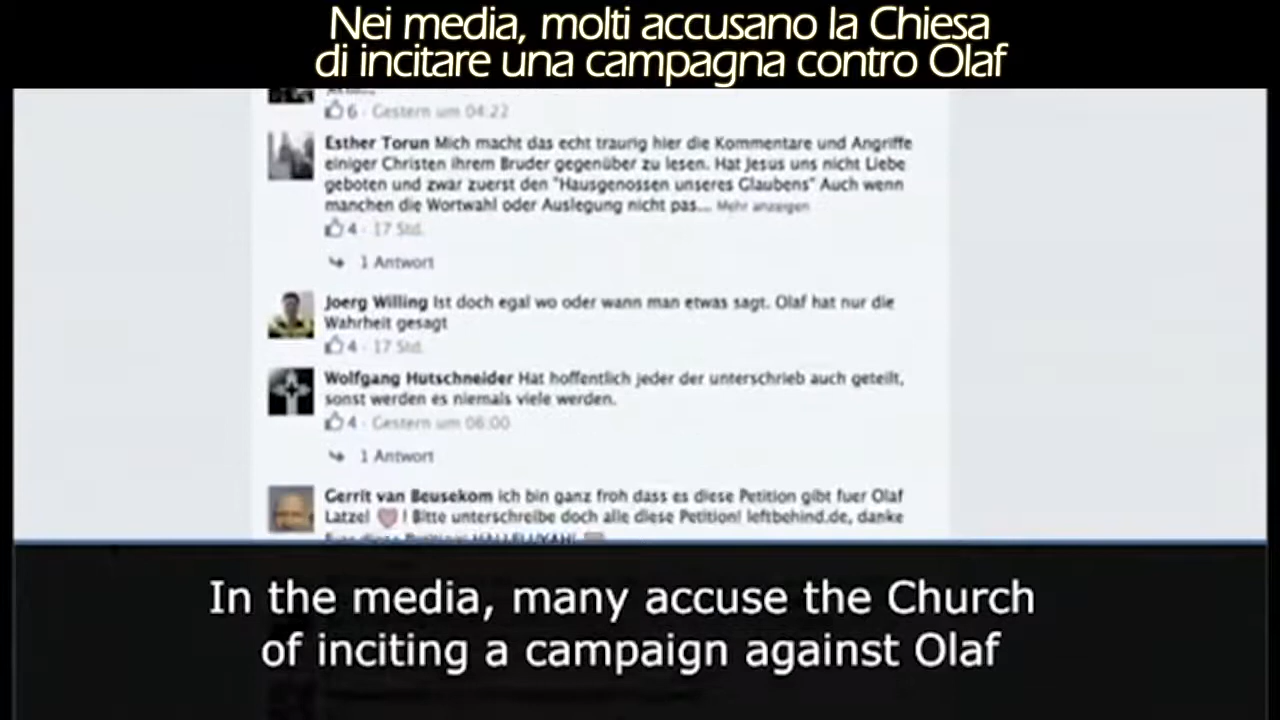 Nei media, molti accusano la Chiesa
di incitare una campagna contro Olaf
6 · Gestern um 04:22
Esther Torun Mich macht das echt traurig hier die Kommentare und Angriffe
einiger Christen ihrem Bruder gegenüber zu lesen. Hat Jesus uns nicht Liebe
geboten und zwar zuerst den "Hausgenossen unseres Glaubens" Auch wenn
manchen die Wortwahl oder Auslegung nicht pas... Mehr anzeigen
4 · 17 Std.
1 Antwort
Joerg Willing Ist doch egal wo oder wann man etwas sagt. Olaf hat nur die
Wahrheit gesagt
4 · 17 Std.
Wolfgang Hutschneider Hat hoffentlich jeder der unterschrieb auch geteilt,
sonst werden es niemals viele werden.
4 · Gestern um 06:00
1 Antwort
Gerrit van Beusekom ich bin ganz froh dass es diese Petition gibt fuer Olaf
Latzel ! Bitte unterschreibe doch alle diese Petition! leftbehind.de, danke
diese Petition! HALLELUYAH!
In the media, many accuse the Church
of inciting a campaign against Olaf